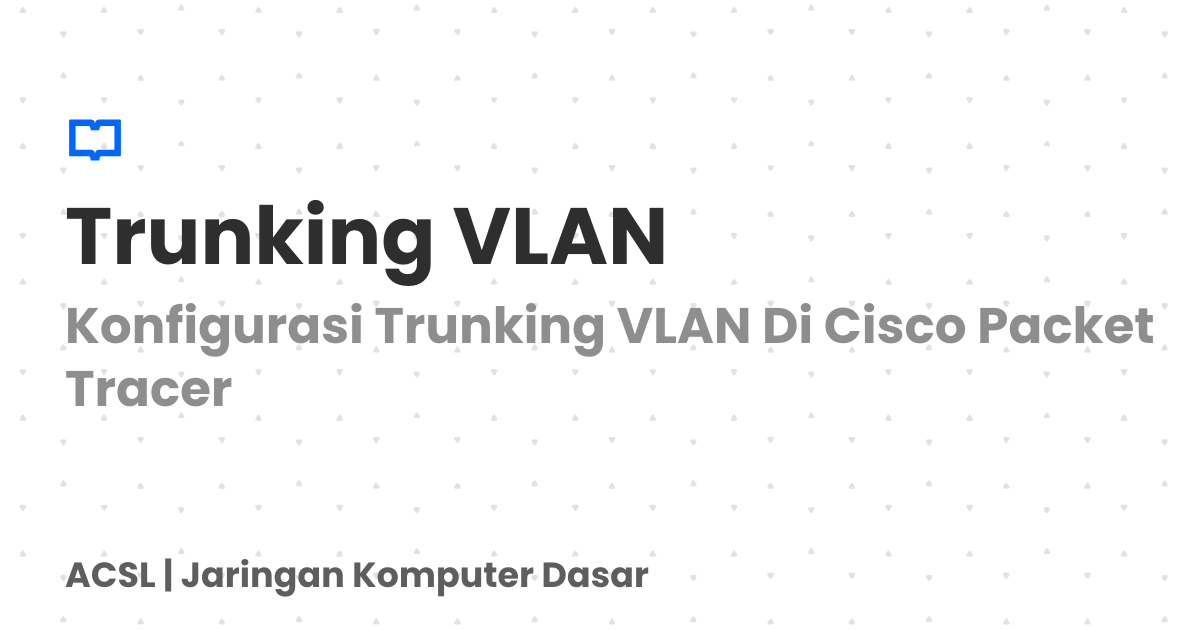 Trunking VLAN
Konfigurasi Trunking VLAN Di Cisco Packet
Tracer
ACSL | Jaringan Komputer Dasar